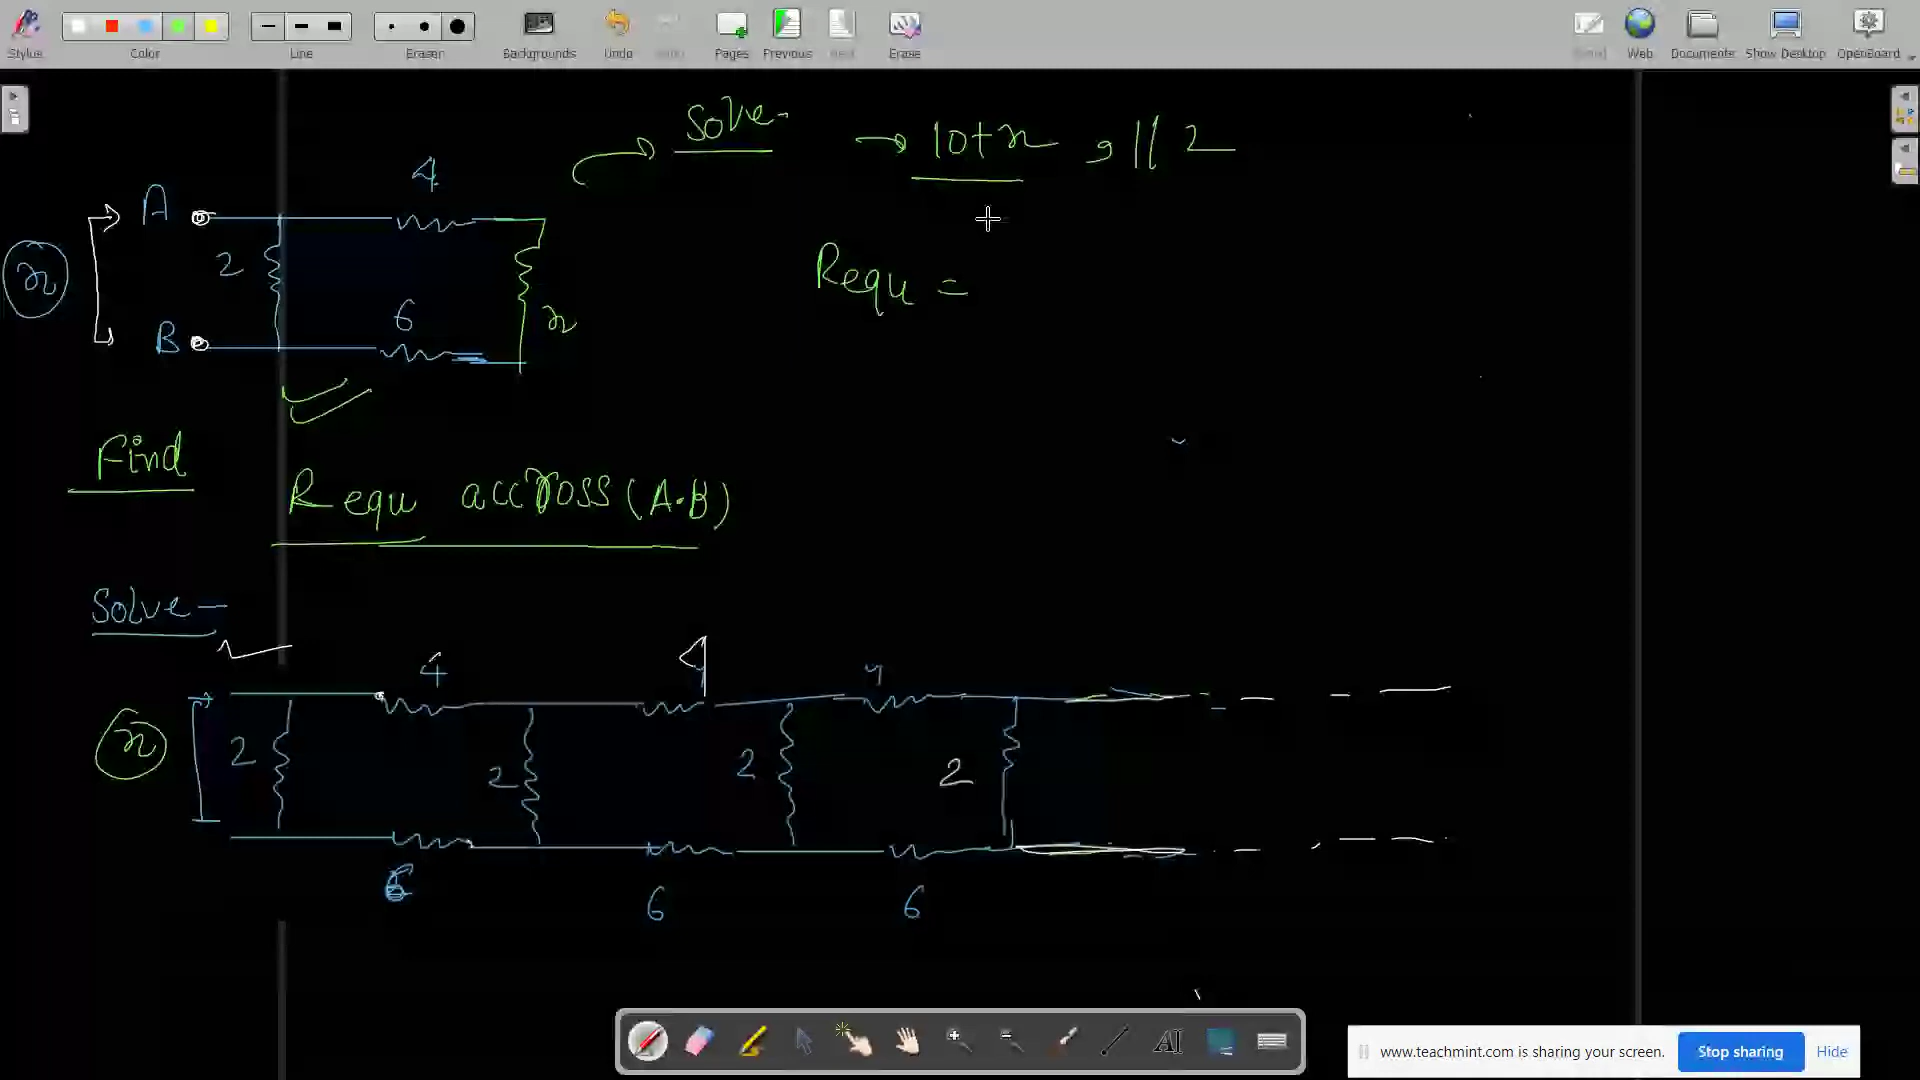 Stylus Color Line Eraser Backgrounds Undo Pages Previous Erase Web Documents Show Desktop OpenBoard
Solve-
→ 10+x , || 2
4
A
2
x
Requ =
6
x
B
Find
Requ accross (A.B)
Solve-
4 4 4
x
2 2 2 2
6 6 6
www.teachmint.com is sharing your screen. Stop sharing Hide